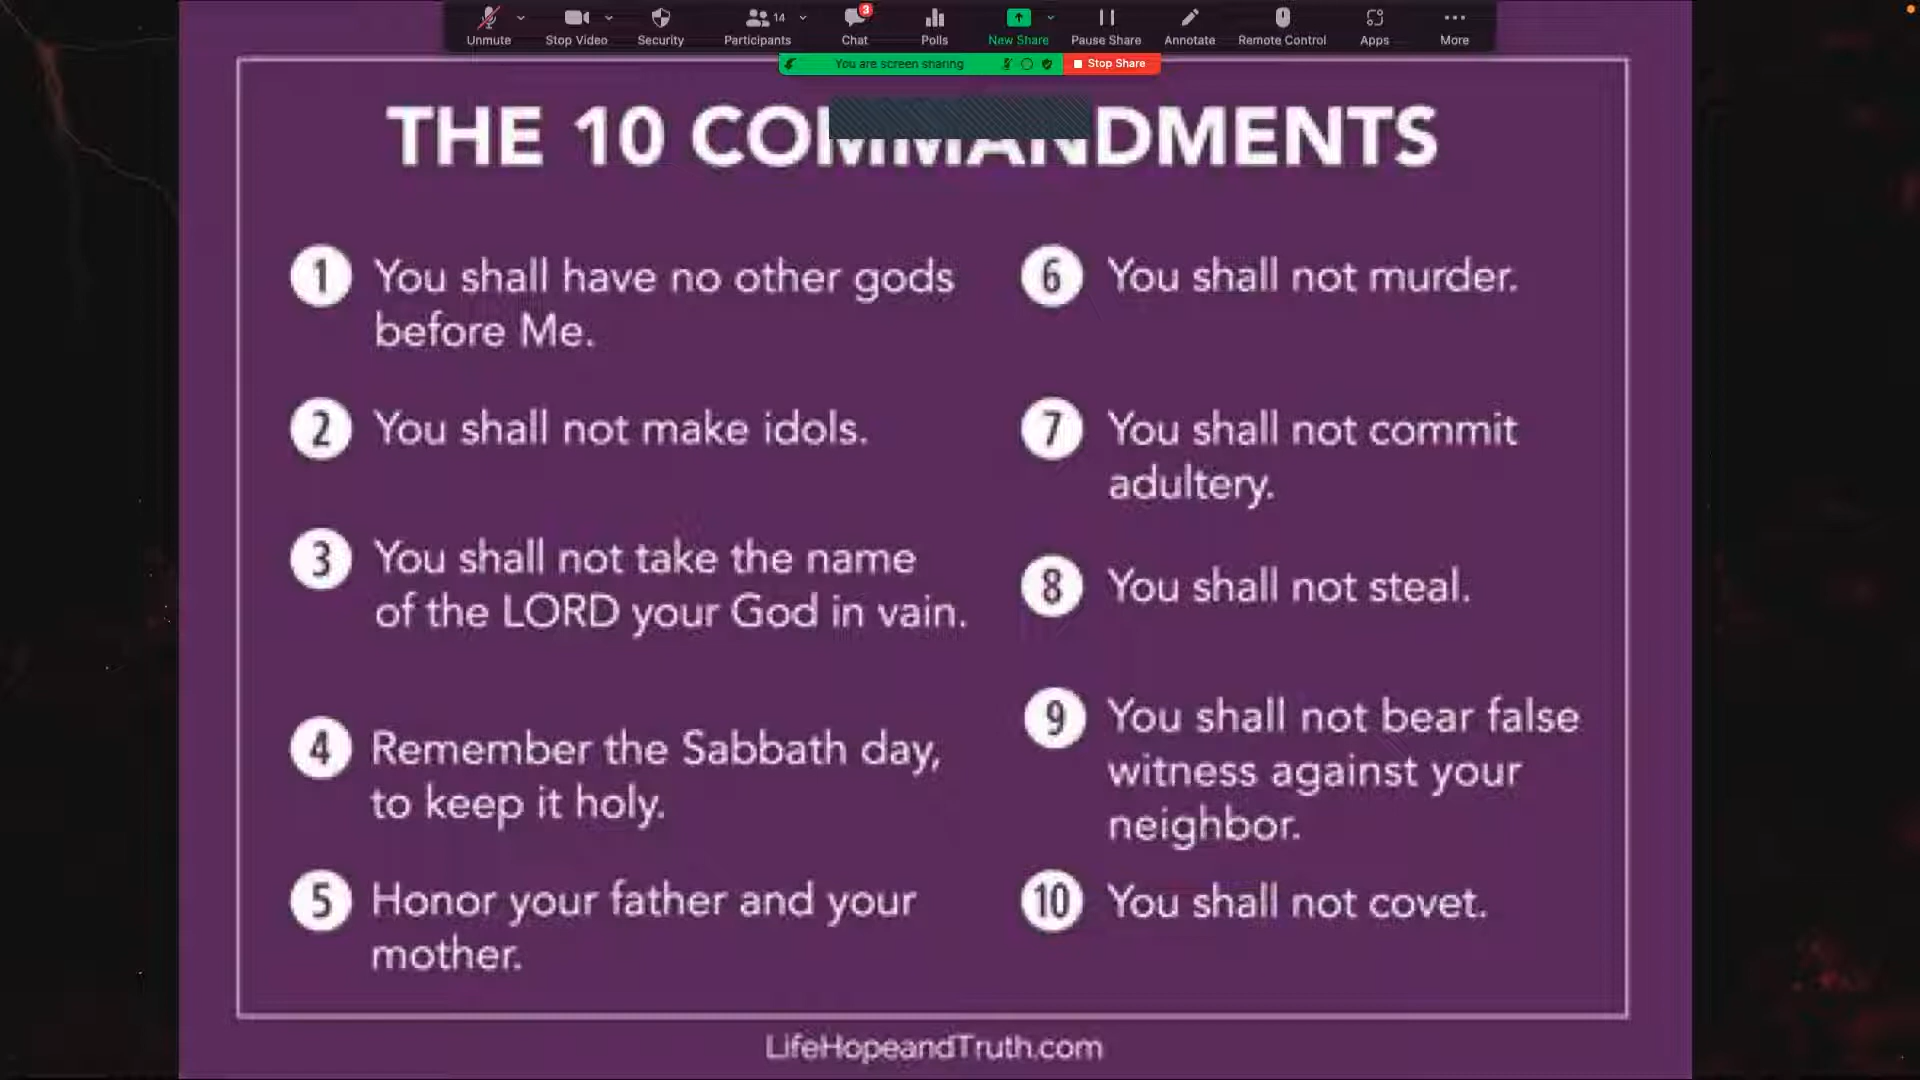 Unmute
Stop Video
Security
14
Participants
3
Chat
Polls
New Share
Pause Share
Annotate
Remote Control
Apps
More
You are screen sharing
Stop Share
THE 10 COMMANDMENTS
1 You shall have no other gods
before Me.
2 You shall not make idols.
3 You shall not take the name
of the LORD your God in vain.
4 Remember the Sabbath day,
to keep it holy.
5 Honor your father and your
mother.
6 You shall not murder.
7 You shall not commit
adultery.
8 You shall not steal.
9 You shall not bear false
witness against your
neighbor.
10 You shall not covet.
LifeHopeandTruth.com